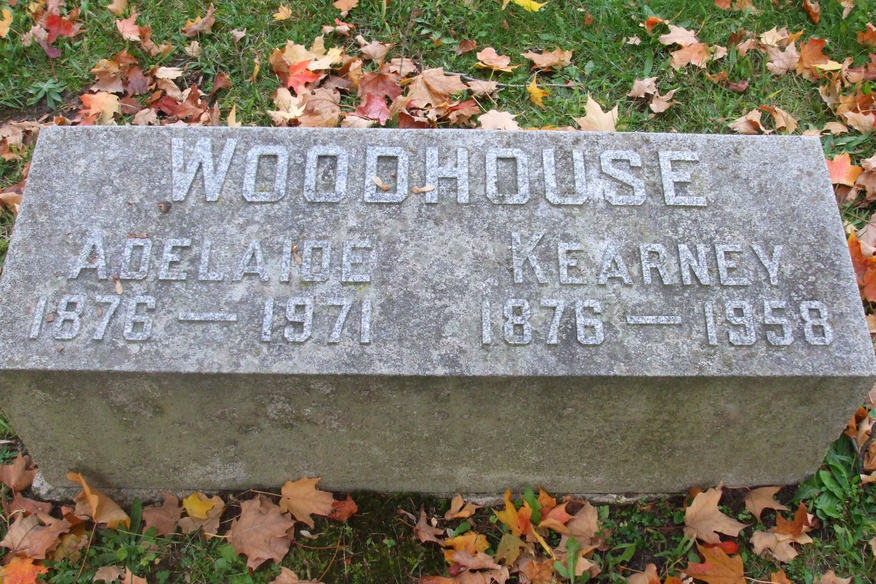 WOODHOUSE
ADELAIDE KEARNEY
1876 — 1971 1876 — 1958